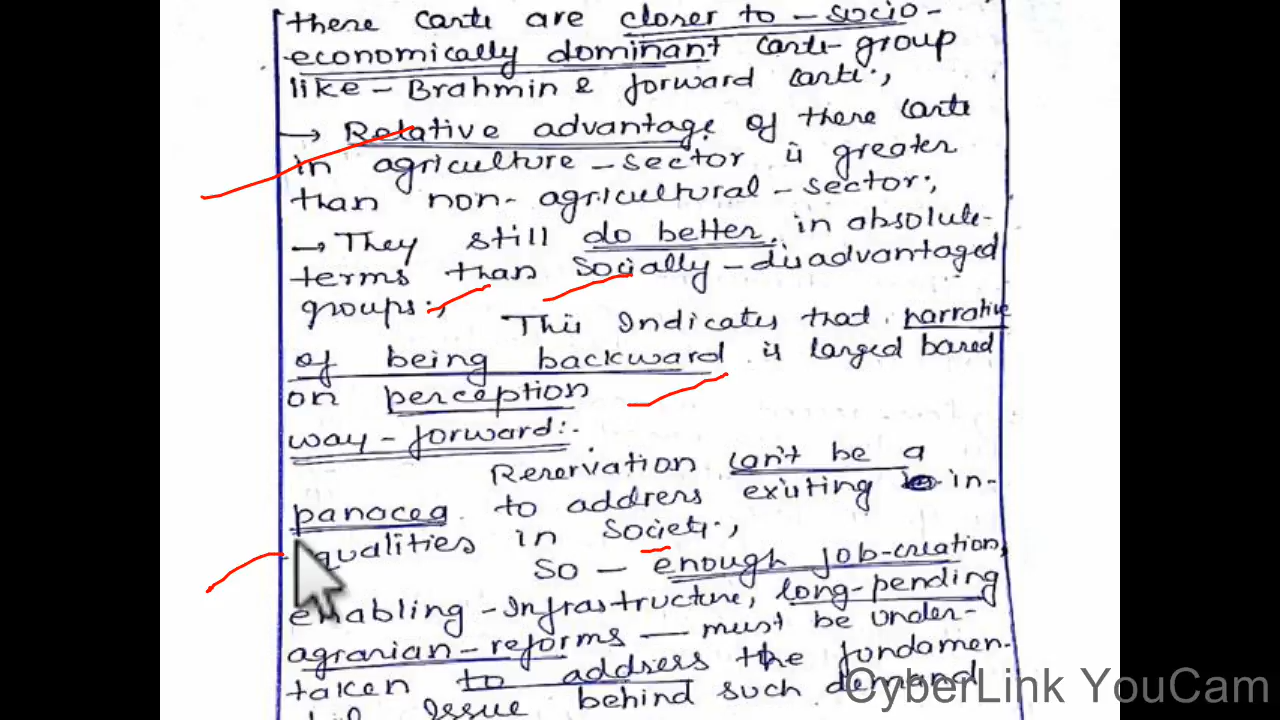 these caste are closer to - socio-
economically dominant caste - group
like - Brahmin & forward caste.,
→ Relative advantage of these caste
in agriculture - sector is greater
than non-agricultural - sector.,
→ They still do better, in absolute-
terms than socially - disadvantaged
groups.,
This Indicates that narrative
of being backward is larged based
on perception
way - forward:-
Reservation can't be a
panacea to address existing in-
equalities in Society.,
So - enough job-creation,
enabling - Infrastructure, long-pending
agrarian - reforms — must be under-
taken to address the fundamen-
Issue behind such demand
CyberLink YouCam